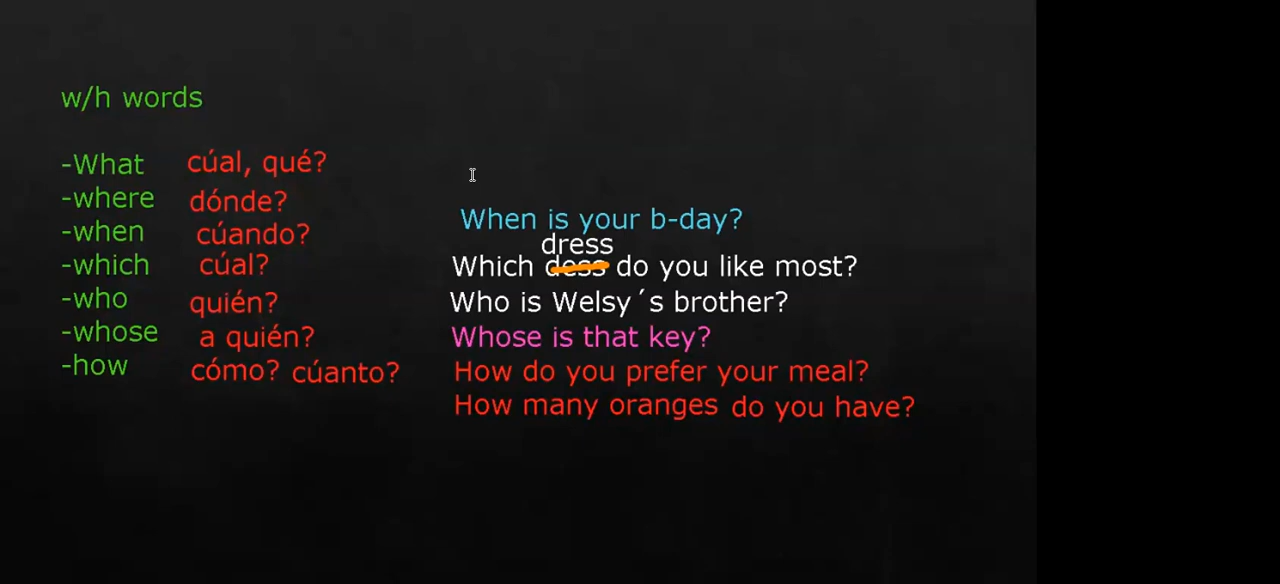 w/h words
-What cúal, qué?
-where dónde?
-when cúando?
-which cúal?
-who quién?
-whose a quién?
-how cómo? cúanto?
When is your b-day?
dress
Which dess do you like most?
Who is Welsy´s brother?
Whose is that key?
How do you prefer your meal?
How many oranges do you have?